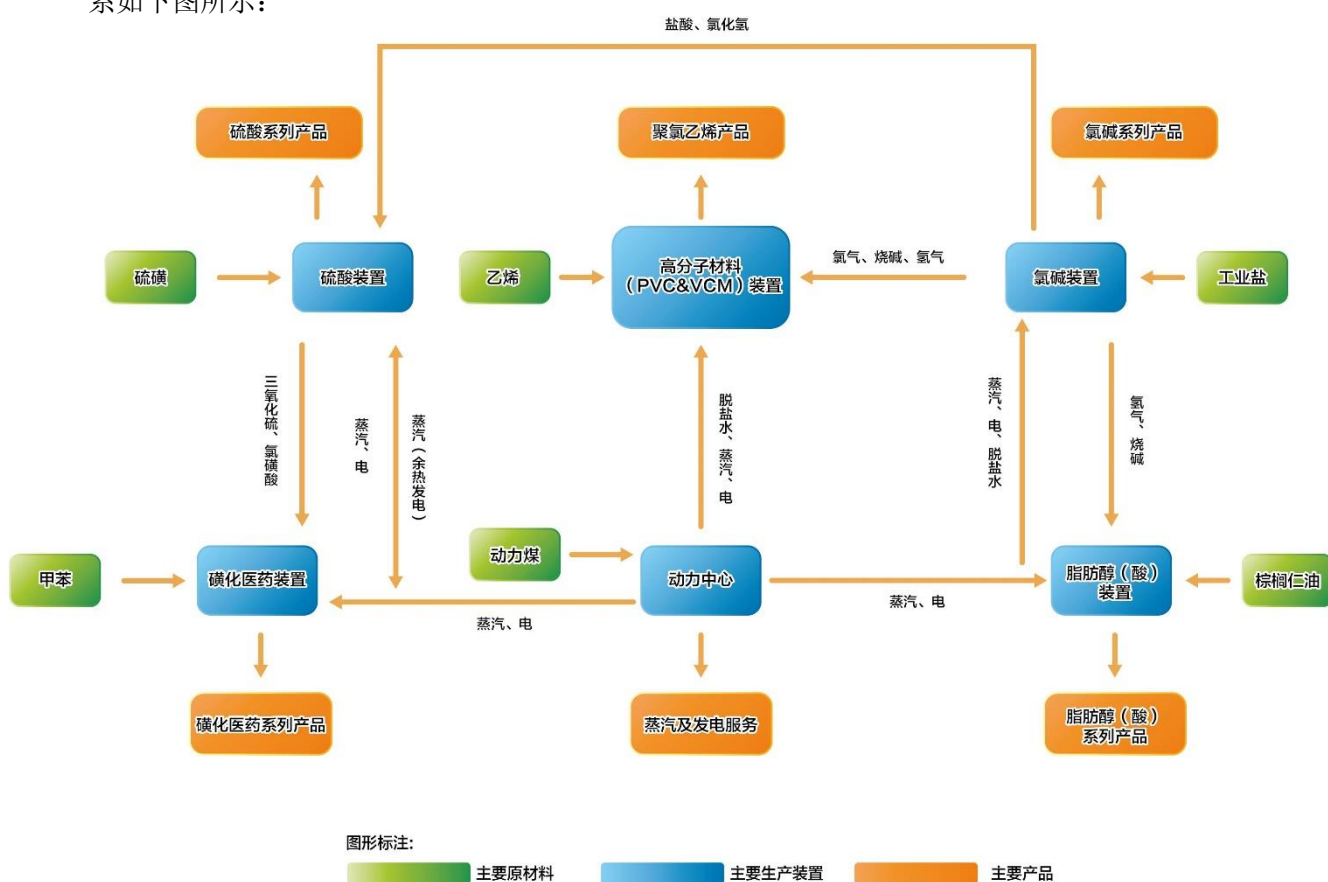 系如下图所示：
盐酸、氯化氢
硫酸系列产品
聚氯乙烯产品
氯碱系列产品
硫磺
硫酸装置
乙烯
高分子材料
（PVC&VCM）装置
氯气、烧碱、氢气
氯碱装置
工业盐
三氧化硫、氯磺酸
蒸汽、电
蒸汽（余热发电）
脱盐水、蒸汽、电
蒸汽、电、脱盐水
氢气、烧碱
甲苯
磺化医药装置
动力煤
动力中心
脂肪醇（酸）
装置
棕榈仁油
蒸汽、电
蒸汽、电
磺化医药系列产品
蒸汽及发电服务
脂肪醇（酸）
系列产品
图形标注:
主要原材料
主要生产装置
主要产品